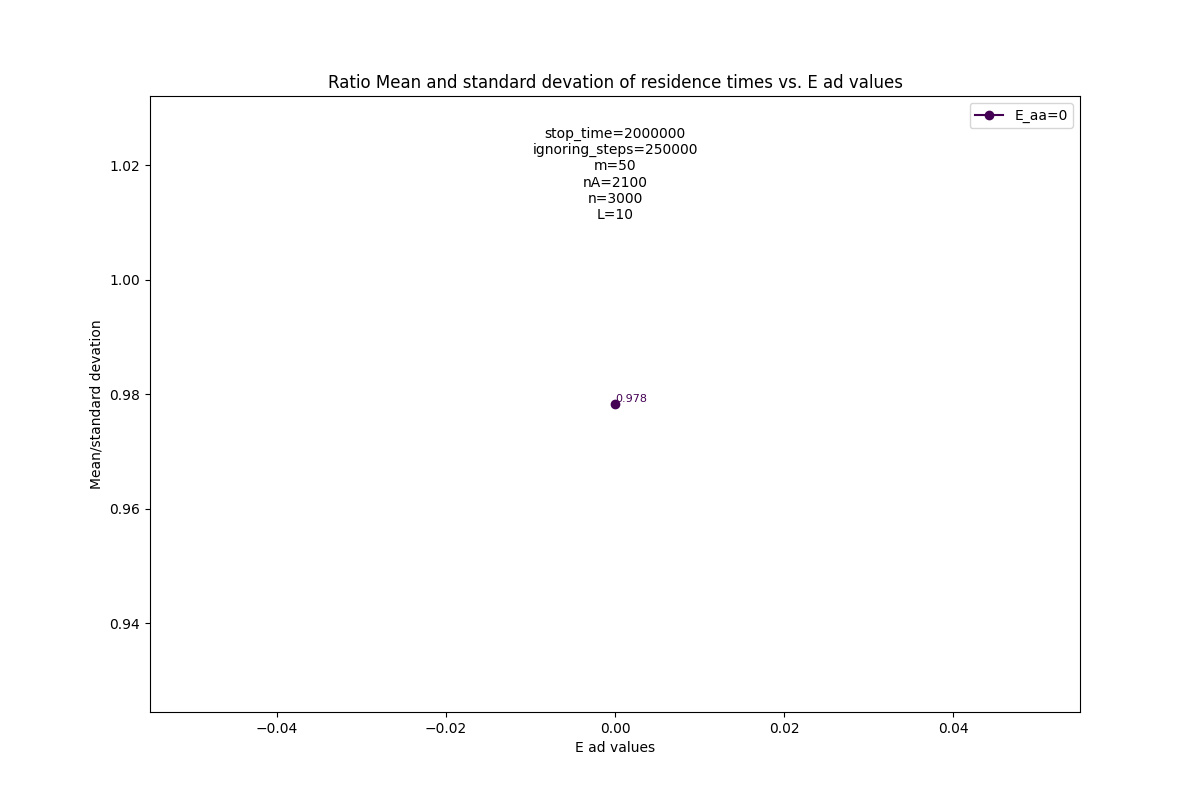 Ratio Mean and standard devation of residence times vs. E ad values
E_aa=0
stop_time=2000000
ignoring_steps=250000
m=50
nA=2100
n=3000
L=10
1.02
1.00
0.98
0.96
0.94
Mean/standard devation
0.978
−0.04
−0.02
0.00
0.02
0.04
E ad values